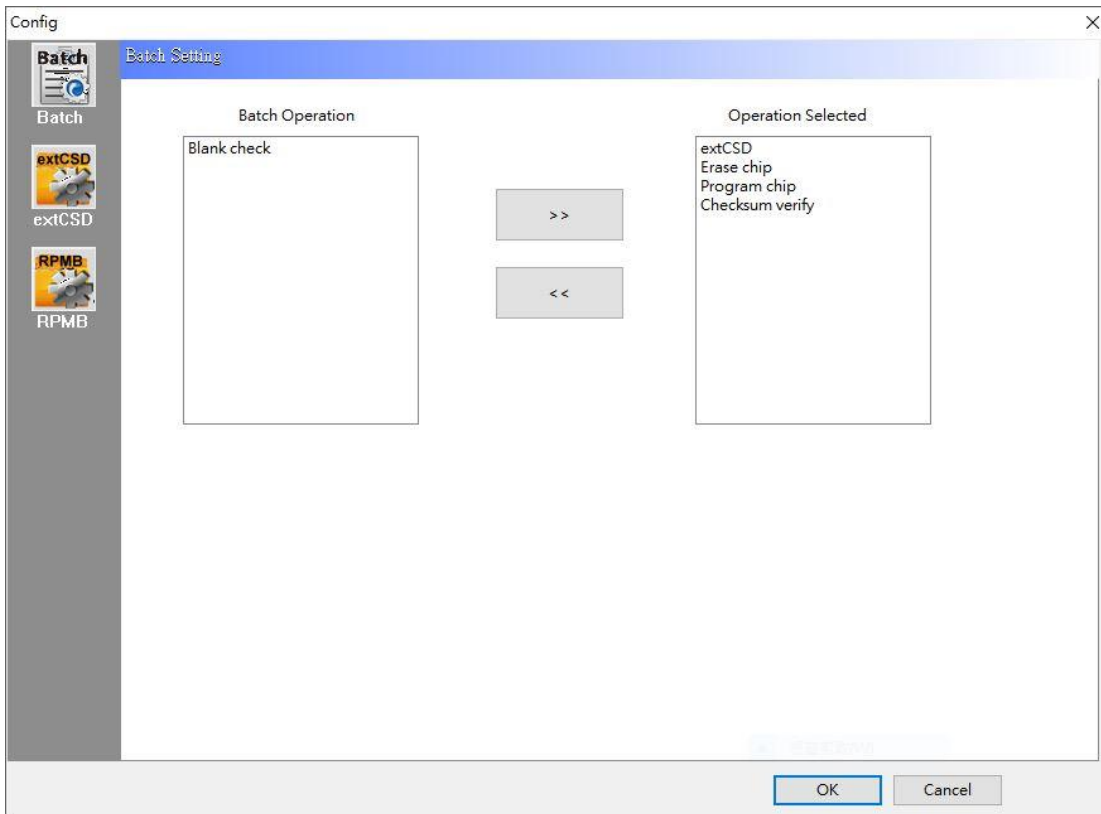 Config
Batch
Batch
extCSD
extCSD
RPMB
RPMB
Batch Setting
Batch Operation
Blank check
>>
<<
Operation Selected
extCSD
Erase chip
Program chip
Checksum verify
OK
Cancel